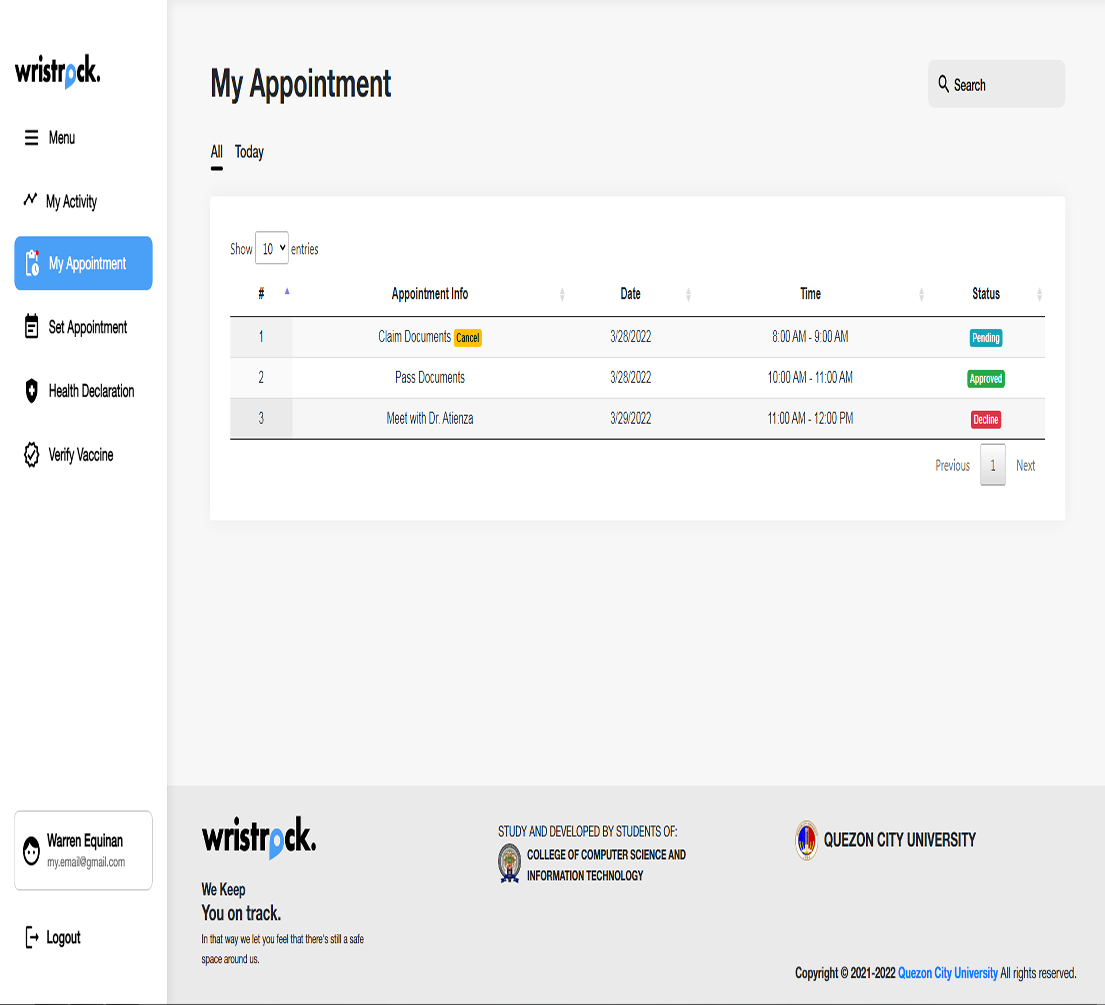 wristrock.
Menu
My Activity
My Appointment
Set Appointment
Health Declaration
Verify Vaccine
Warren Equinan
my.email@gmail.com
Logout
My Appointment
Search
All Today
Show 10 entries
# Appointment Info Date Time Status
1 Claim Documents Cancel 3/28/2022 8:00 AM - 9:00 AM Pending
2 Pass Documents 3/28/2022 10:00 AM - 11:00 AM Approved
3 Meet with Dr. Atienza 3/29/2022 11:00 AM - 12:00 PM Decline
Previous 1 Next
wristrock.
We Keep
You on track.
In that way we let you feel that there's still a safe
space around us.
STUDY AND DEVELOPED BY STUDENTS OF:
COLLEGE OF COMPUTER SCIENCE AND
INFORMATION TECHNOLOGY
QUEZON CITY UNIVERSITY
Copyright © 2021-2022 Quezon City University All rights reserved.